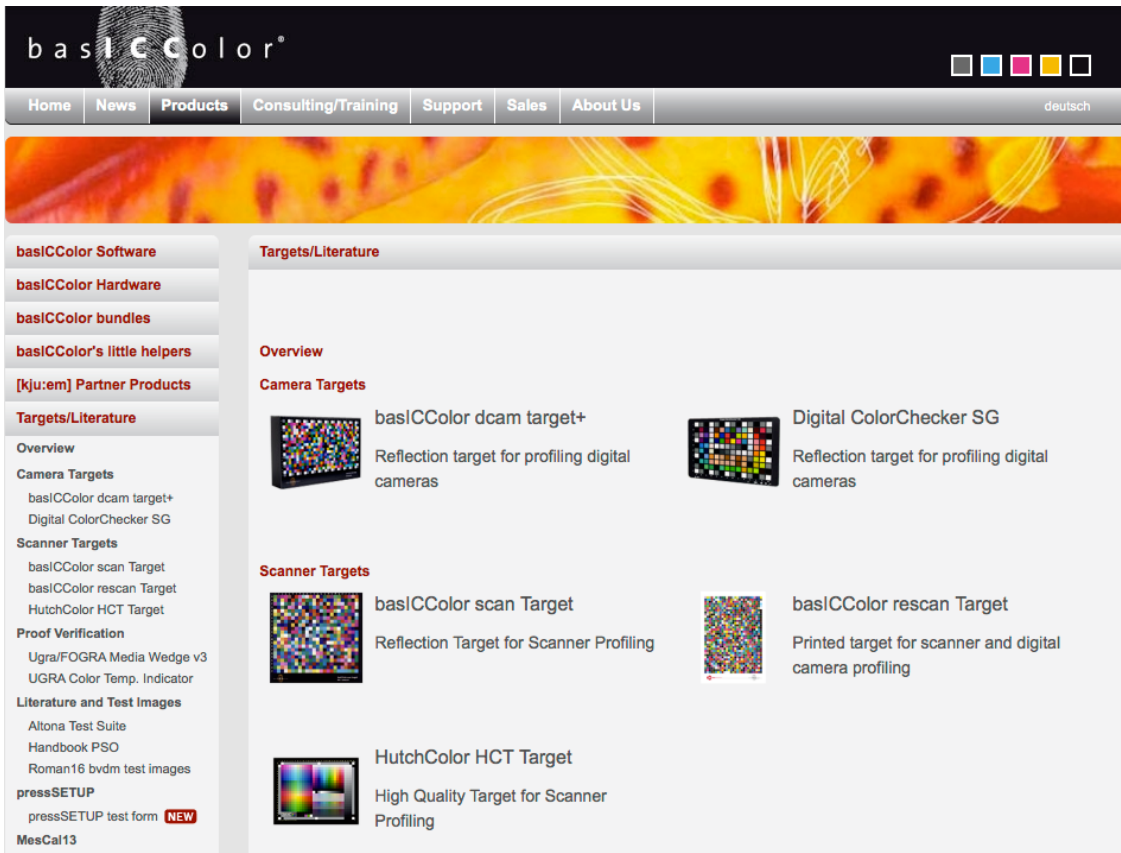 basICColor®
Home News Products Consulting/Training Support Sales About Us deutsch
basICColor Software
basICColor Hardware
basICColor bundles
basICColor's little helpers
[kju:em] Partner Products
Targets/Literature
Overview
Camera Targets
basICColor dcam target+
Digital ColorChecker SG
Scanner Targets
basICColor scan Target
basICColor rescan Target
HutchColor HCT Target
Proof Verification
Ugra/FOGRA Media Wedge v3
UGRA Color Temp. Indicator
Literature and Test Images
Altona Test Suite
Handbook PSO
Roman16 bvdm test images
pressSETUP
pressSETUP test form NEW
MesCal13
Targets/Literature
Overview
Camera Targets
basICColor dcam target+
Reflection target for profiling digital
cameras
Digital ColorChecker SG
Reflection target for profiling digital
cameras
Scanner Targets
basICColor scan Target
Reflection Target for Scanner Profiling
basICColor rescan Target
Printed target for scanner and digital
camera profiling
HutchColor HCT Target
High Quality Target for Scanner
Profiling